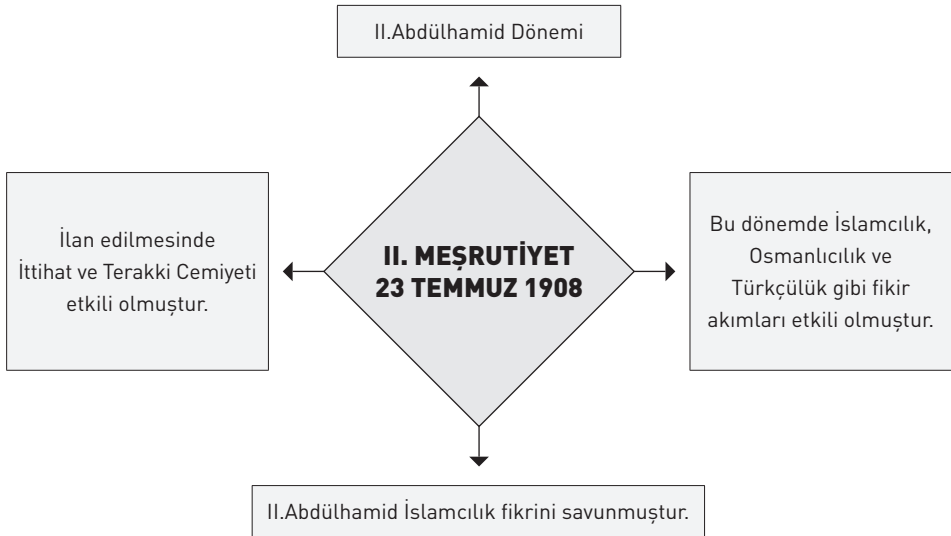 II.Abdülhamid Dönemi
İlan edilmesinde
İttihat ve Terakki Cemiyeti
etkili olmuştur.
II. MEŞRUTİYET
23 TEMMUZ 1908
Bu dönemde İslamcılık,
Osmanlıcılık ve
Türkçülük gibi fikir
akımları etkili olmuştur.
II.Abdülhamid İslamcılık fikrini savunmuştur.